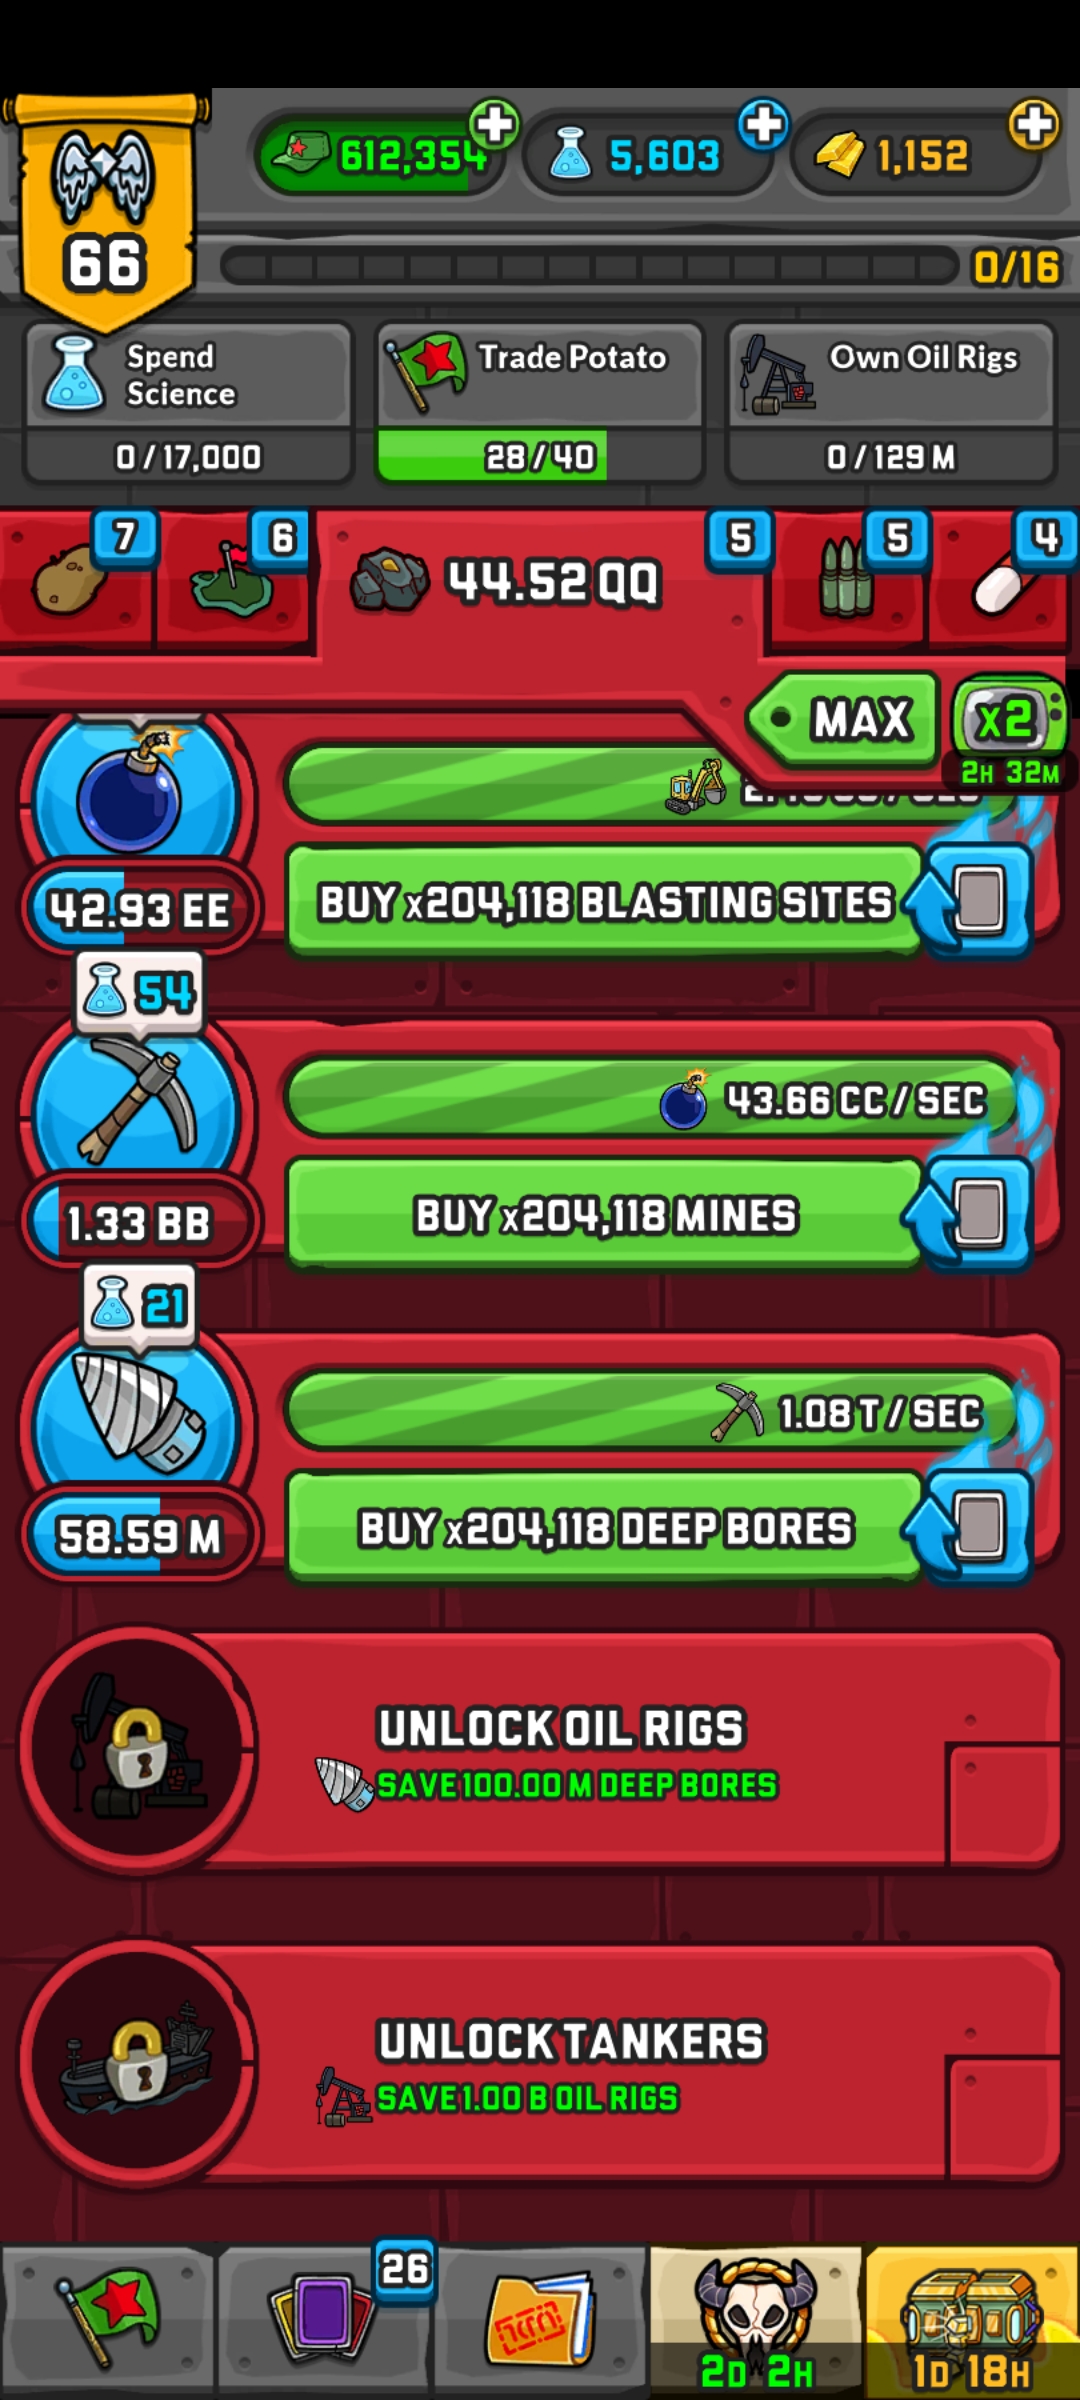 612,354
5,603
1,152
66
0/16
Spend Science
0/17,000
Trade Potato
28/40
Own Oil Rigs
0/129 M
7
6
44.52 QQ
5
5
4
MAX
x2
2H 32M
42.93 EE
BUY x204,118 BLASTING SITES
54
43.66 CC/SEC
1.33 BB
BUY x204,118 MINES
21
1.08 T/SEC
58.59 M
BUY x204,118 DEEP BORES
UNLOCK OIL RIGS
SAVE 100.00 M DEEP BORES
UNLOCK TANKERS
SAVE 1.00 B OIL RIGS
26
2D 2H
1D 18H